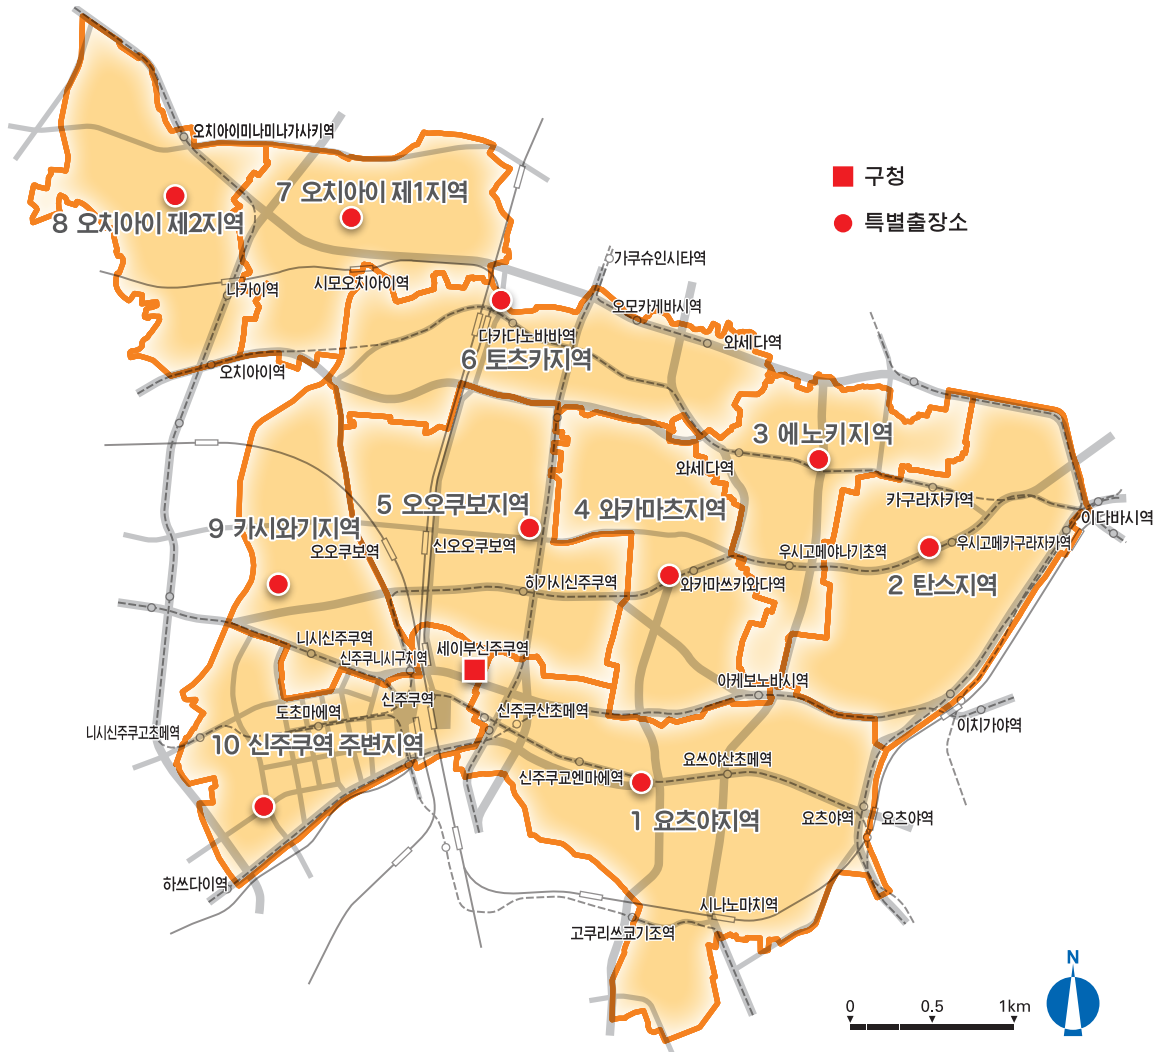 오치아이미나미나가사키역
7 오치아이 제1지역
8 오치아이 제2지역
구청
특별출장소
가쿠슈인시타역
나카이역
시모오치아이역
오모카게바시역
다카다노바바역
와세다역
6 토츠카지역
오치아이역
3 에노키지역
와세다역
카구라자카역
5 오오쿠보지역
4 와카마츠지역
이다바시역
9 카시와기지역
오오쿠보역
신오오쿠보역
우시고메야나기초역
우시고메카구라자카역
히가시신주쿠역
와카마쓰카와다역
2 탄스지역
니시신주쿠역
세이부신주쿠역
신주쿠니시구치역
아케보노바시역
신주쿠역
도초마에역
신주쿠산초메역
이치가야역
니시신주쿠고초메역
10 신주쿠역 주변지역
요쓰야산초메역
신주쿠교엔마에역
1 요츠야지역
요츠야역
요츠야역
하쓰다이역
시나노마치역
고쿠리쓰쿄기조역
N
0 0.5 1km